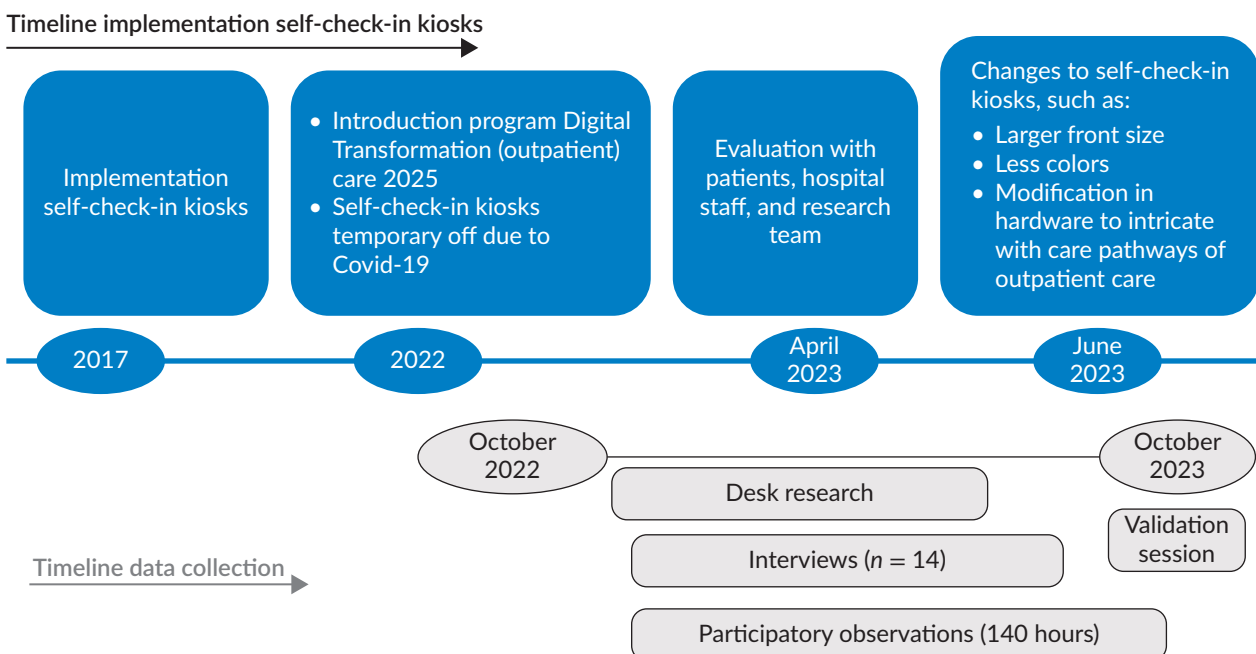 Timeline implementation self-check-in kiosks
Implementation
self-check-in kiosks
• Introduction program Digital
Transformation (outpatient)
care 2025
• Self-check-in kiosks
temporary off due to
Covid-19
Evaluation with
patients, hospital
staff, and research
team
Changes to self-check-in
kiosks, such as:
• Larger front size
• Less colors
• Modification in
hardware to intricate
with care pathways of
outpatient care
2017
2022
April
2023
June
2023
October
2022
October
2023
Desk research
Validation
session
Interviews (n = 14)
Timeline data collection
Participatory observations (140 hours)